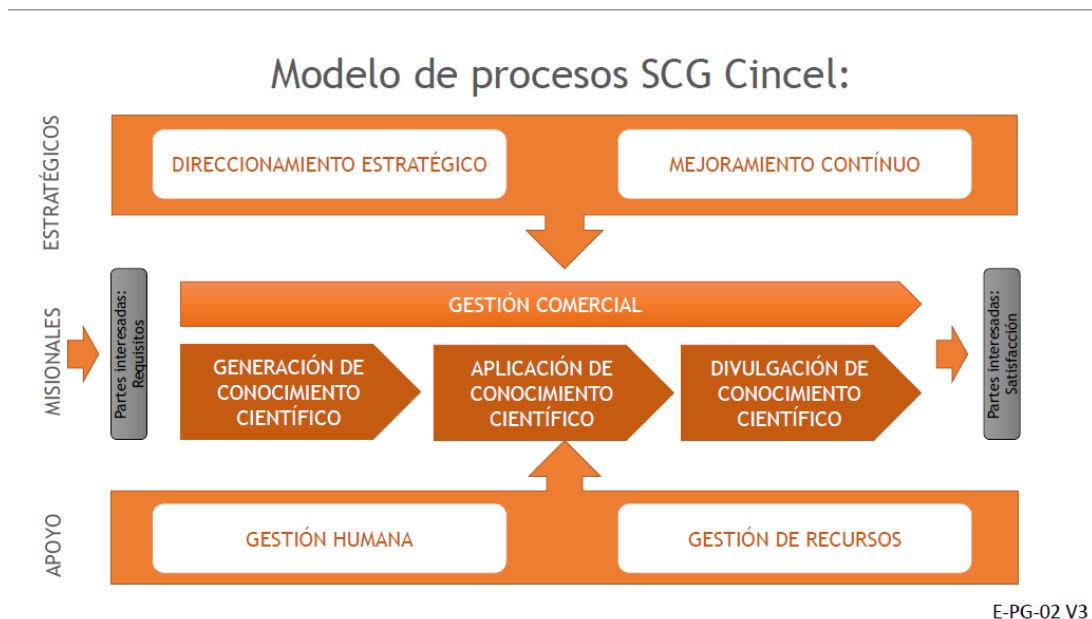 Modelo de procesos SCG Cincel:
ESTRATÉGICOS
DIRECCIONAMIENTO ESTRATÉGICO
MEJORAMIENTO CONTÍNUO
MISIONALES
Partes interesadas:
Requisitos
GESTIÓN COMERCIAL
GENERACIÓN DE
CONOCIMIENTO
CIENTÍFICO
APLICACIÓN DE
CONOCIMIENTO
CIENTÍFICO
DIVULGACIÓN DE
CONOCIMIENTO
CIENTÍFICO
Partes interesadas:
Satisfacción
APOYO
GESTIÓN HUMANA
GESTIÓN DE RECURSOS
E-PG-02 V3